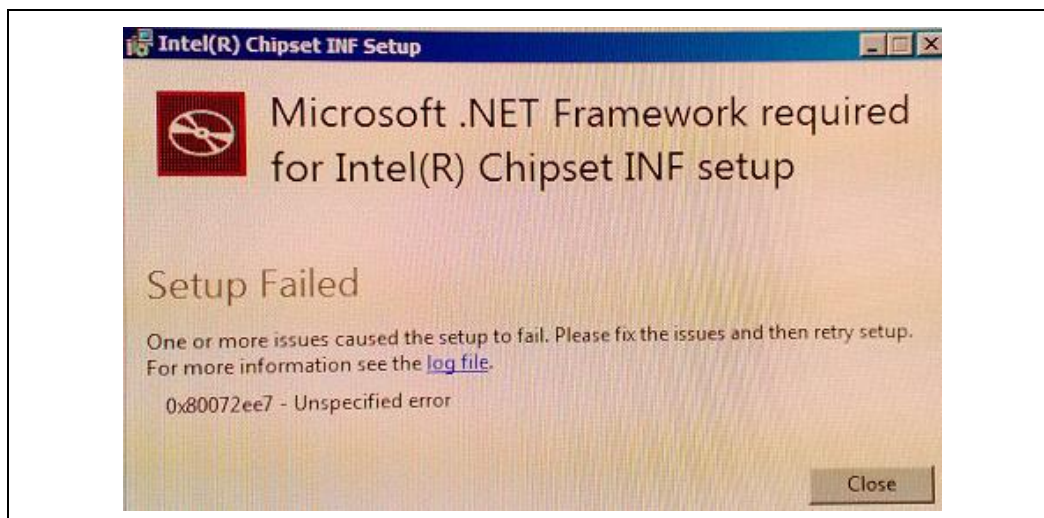 Intel(R) Chipset INF Setup
Microsoft .NET Framework required
for Intel(R) Chipset INF setup
Setup Failed
One or more issues caused the setup to fail. Please fix the issues and then retry setup.
For more information see the log file.
0x80072ee7 - Unspecified error
Close